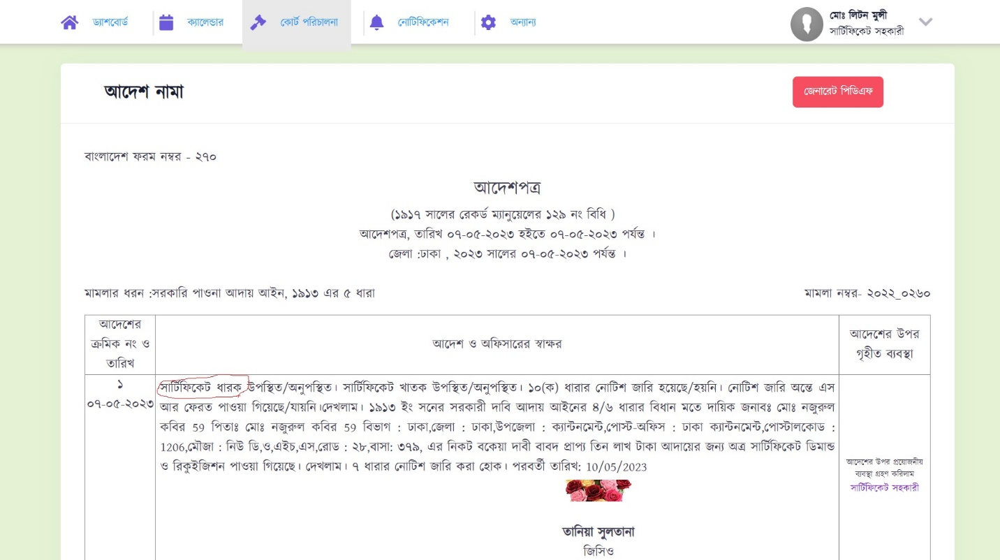 ড্যাশবোর্ড
ক্যালেন্ডার
কোর্ট পরিচালনা
নোটিফিকেশন
অন্যান্য
মোঃ লিটন মুন্সী
সার্টিফিকেট সহকারী
আদেশ নামা
জেনারেট পিডিএফ
বাংলাদেশ ফরম নম্বর - ২৭০
আদেশপত্র
(১৯১৭ সালের রেকর্ড ম্যানুয়েলের ১২৯ নং বিধি )
আদেশপত্র, তারিখ ০৭-০৫-২০২৩ হইতে ০৭-০৫-২০২৩ পর্যন্ত ।
জেলা :ঢাকা , ২০২৩ সালের ০৭-০৫-২০২৩ পর্যন্ত ।
মামলার ধরন :সরকারি পাওনা আদায় আইন, ১৯১৩ এর ৫ ধারা
মামলা নম্বর- ২০২২_০২৬০
আদেশের
ক্রমিক নং ও
তারিখ
আদেশ ও অফিসারের স্বাক্ষর
আদেশের উপর
গৃহীত ব্যবস্থা
১
০৭-০৫-২০২৩
সার্টিফিকেট ধারক উপস্থিত/অনুপস্থিত। সার্টিফিকেট খাতক উপস্থিত/অনুপস্থিত। ১০(ক) ধারার নোটিশ জারি হয়েছে/হয়নি। নোটিশ জারি অন্তে এস
আর ফেরত পাওয়া গিয়েছে/যায়নি।দেখলাম। ১৯১৩ ইং সনের সরকারী দাবি আদায় আইনের ৪/৬ ধারার বিধান মতে দায়িক জনাবঃ মোঃ নজুরুল
কবির 59 পিতাঃ মোঃ নজুরুল কবির 59 বিভাগ : ঢাকা,জেলা : ঢাকা,উপজেলা : ক্যান্টনমেন্ট,পোস্ট-অফিস : ঢাকা ক্যান্টনমেন্ট,পোস্টালকোড :
1206,মৌজা : নিউ ডি,ও,এইচ,এস,রোড : ২৮,বাসা: ৩৭৯, এর নিকট বকেয়া দাবী বাবদ প্রাপ্য তিন লাখ টাকা আদায়ের জন্য অত্র সার্টিফিকেট ডিমান্ড
ও রিকুইজিশন পাওয়া গিয়েছে। দেখলাম। ৭ ধারার নোটিশ জারি করা হোক। পরবর্তী তারিখ: 10/05/2023
আদেশের উপর প্রয়োজনীয়
ব্যবস্থা গ্রহণ করিলাম
সার্টিফিকেট সহকারী
তানিয়া সুলতানা
জিসিও